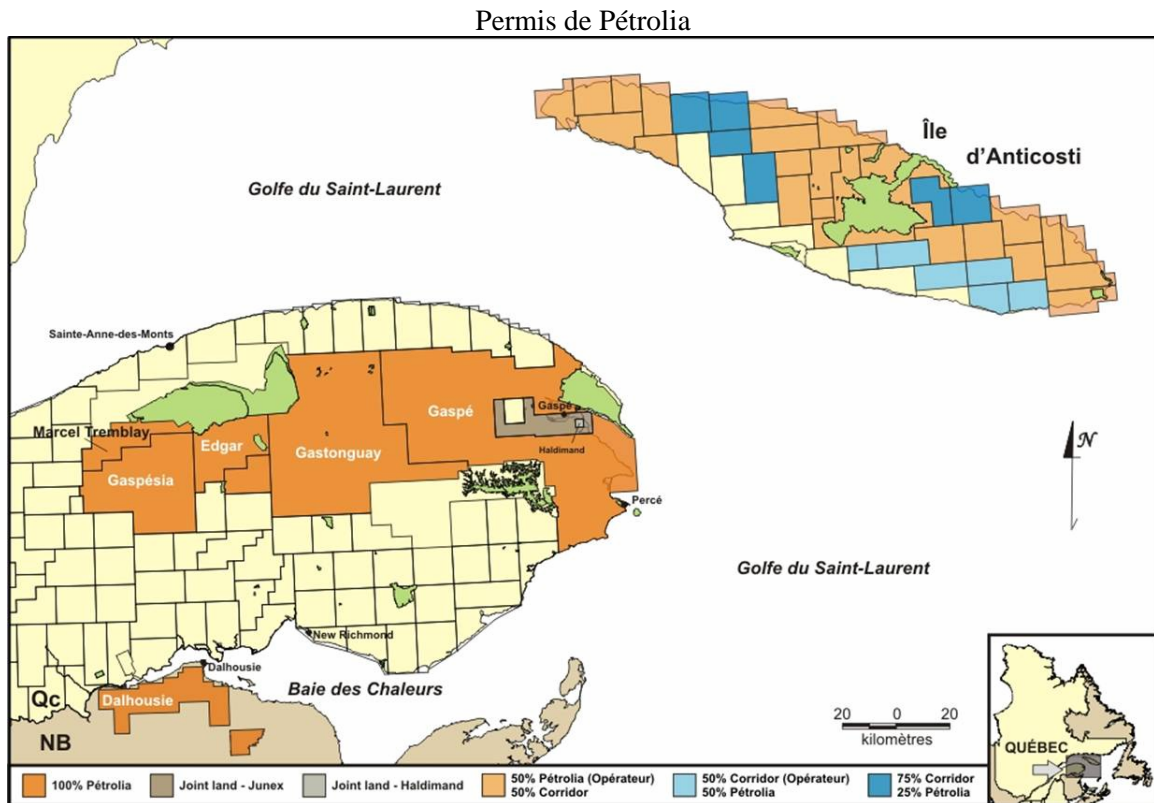 Permis de Pétrolia
Île
d'Anticosti
Golfe du Saint-Laurent
Sainte-Anne-des-Monts
Gaspé
Gaspé
Marcel Tremblay
Edgar
Gastonguay
Haldimand
Gaspésia
N
Percé
Golfe du Saint-Laurent
New Richmond
Dalhousie
Baie des Chaleurs
Qc
Dalhousie
NB
20 0 20
kilomètres
QUÉBEC
100% Pétrolia
Joint land - Junex
Joint land - Haldimand
50% Pétrolia (Opérateur)
50% Corridor
50% Corridor (Opérateur)
50% Pétrolia
75% Corridor
25% Pétrolia